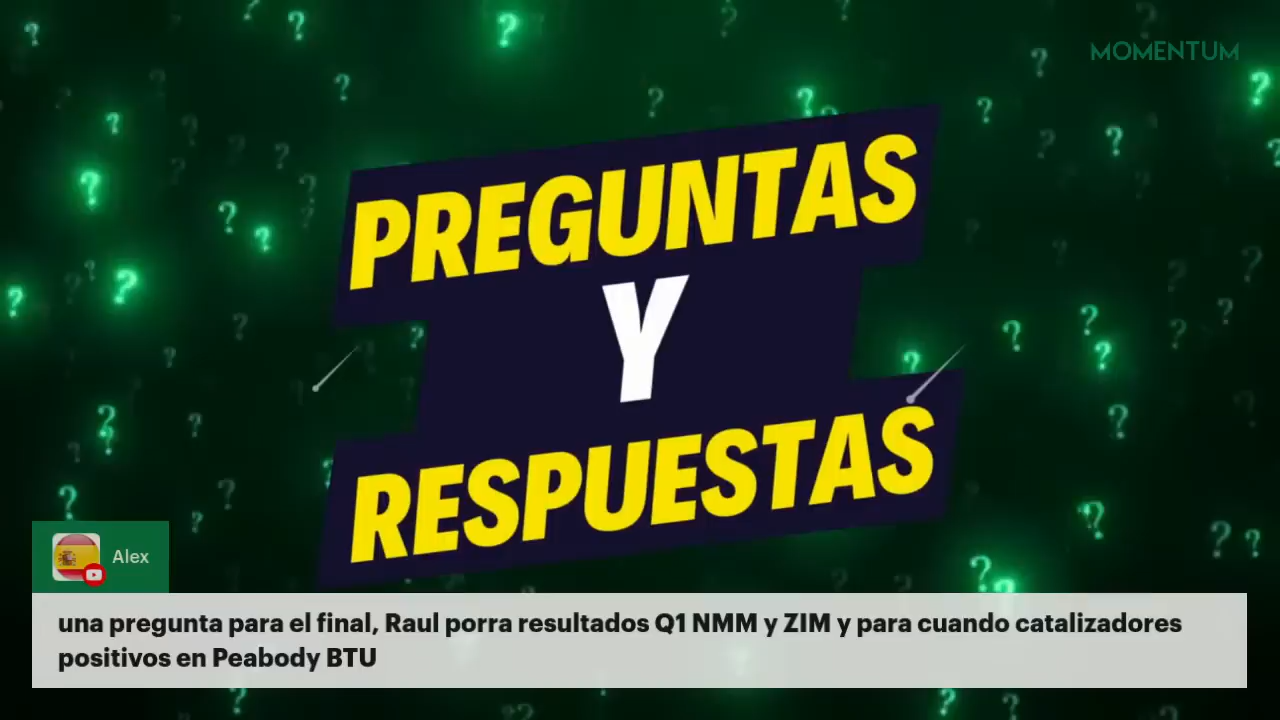 MOMENTUM
PREGUNTAS
Y
RESPUESTAS
Alex
una pregunta para el final, Raul porra resultados Q1 NMM y ZIM y para cuando catalizadores
positivos en Peabody BTU